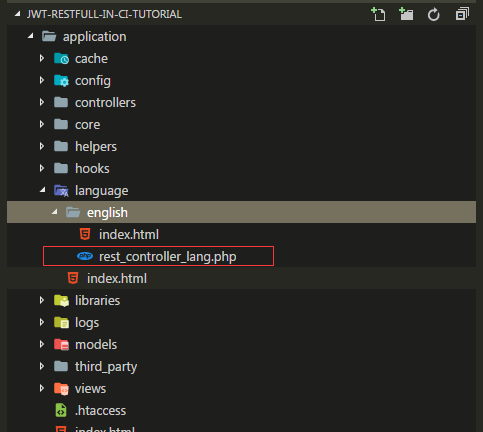 JWT-RESTFULL-IN-CI-TUTORIAL
application
cache
config
controllers
core
helpers
hooks
language
english
index.html
rest_controller_lang.php
index.html
libraries
logs
models
third_party
views
.htaccess
index.html